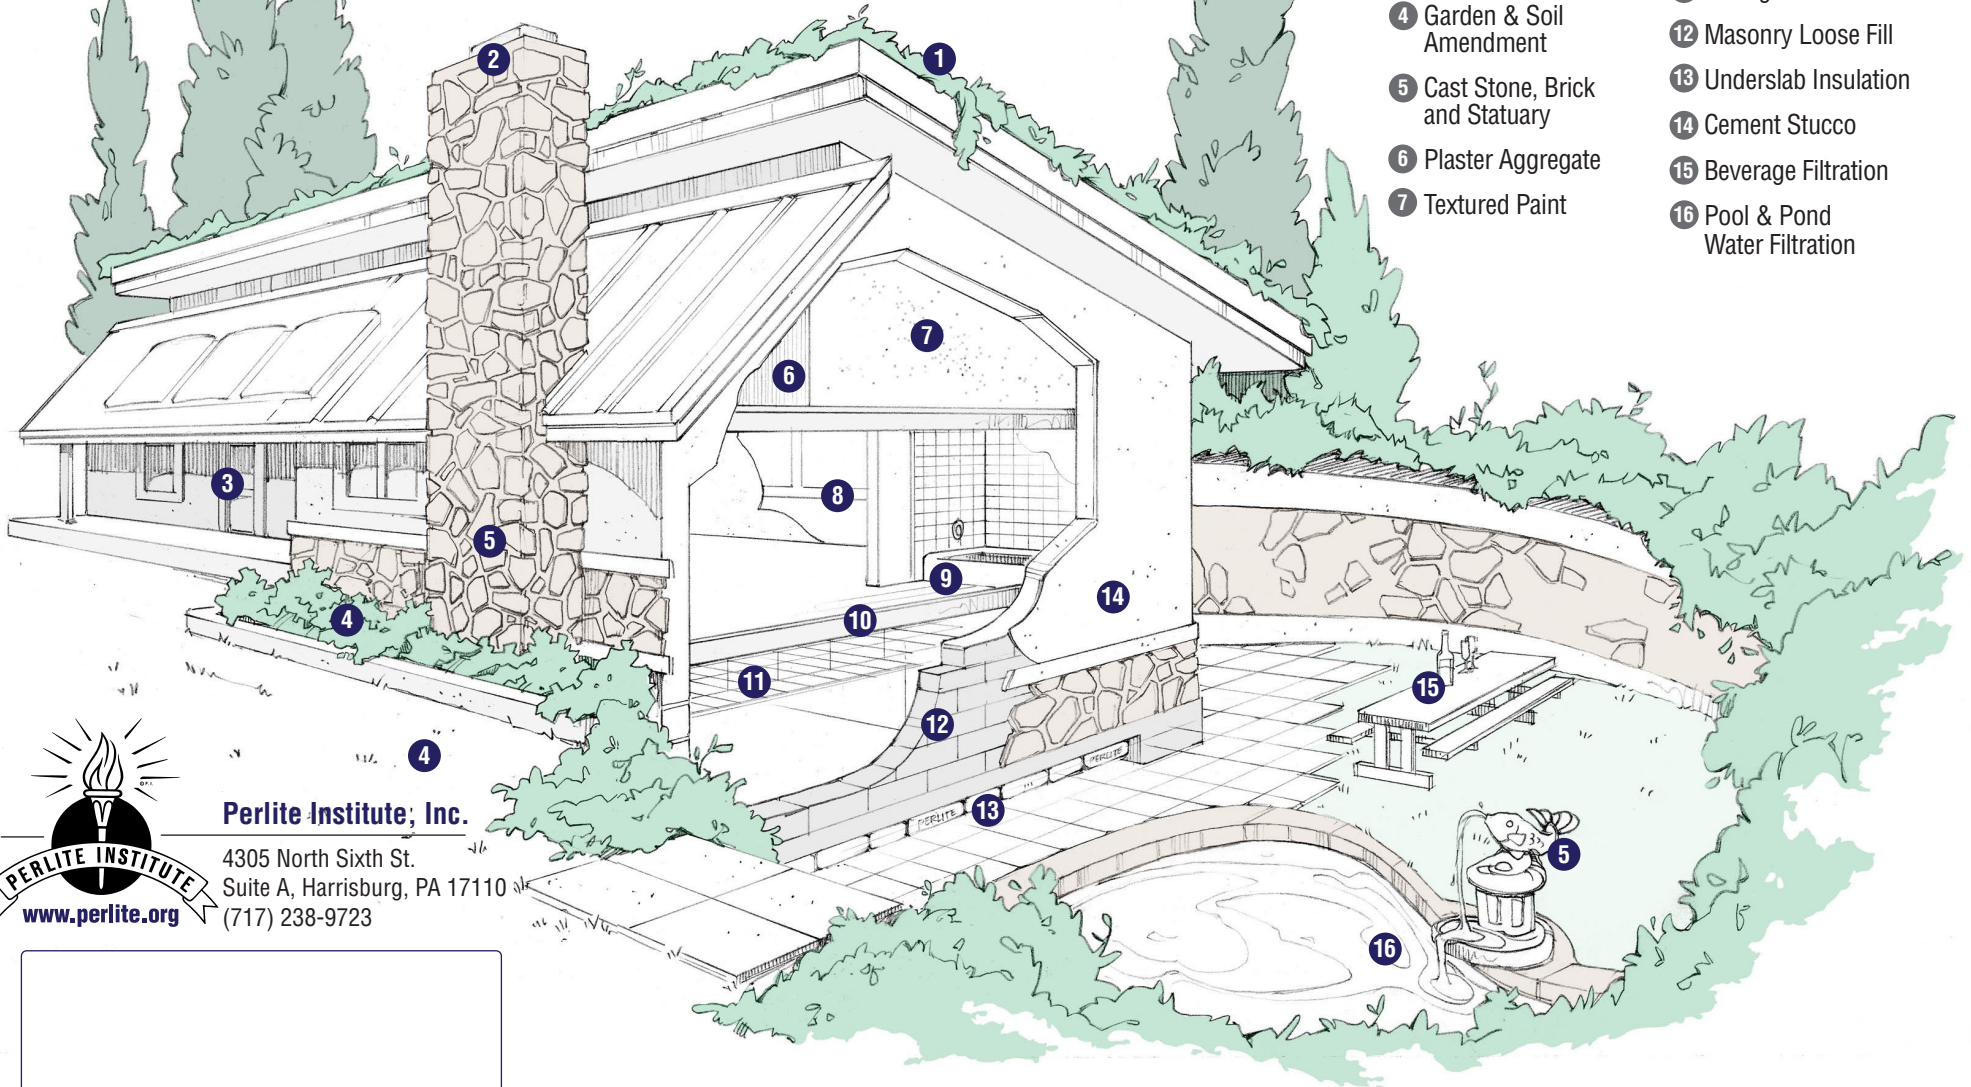 4 Garden & Soil
Amendment
5 Cast Stone, Brick
and Statuary
6 Plaster Aggregate
7 Textured Paint
12 Masonry Loose Fill
13 Underslab Insulation
14 Cement Stucco
15 Beverage Filtration
16 Pool & Pond
Water Filtration
2
1
7
6
3
8
5
9
14
4
10
11
15
12
4
PERLITE
PERLITE
13
5
16
PERLITE INSTITUTE
www.perlite.org
Perlite Institute, Inc.
4305 North Sixth St.
Suite A, Harrisburg, PA 17110
(717) 238-9723